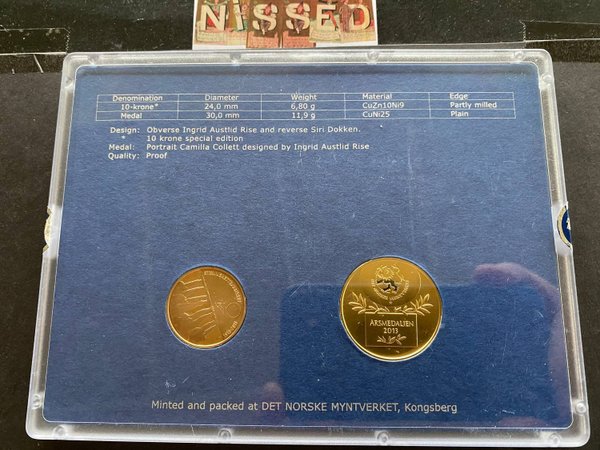 NISSED
Denomination Diameter Weight Material Edge
10-krone* 24,0 mm 6,80 g CuZn10Ni9 Partly milled
Medal 30,0 mm 11,9 g CuNi25 Plain
Design: Obverse Ingrid Austlid Rise and reverse Siri Dokken.
* 10 krone special edition
Medal: Portrait Camilla Collett designed by Ingrid Austlid Rise
Quality: Proof
ÅRSMEDALJEN
2013
Minted and packed at DET NORSKE MYNTVERKET, Kongsberg